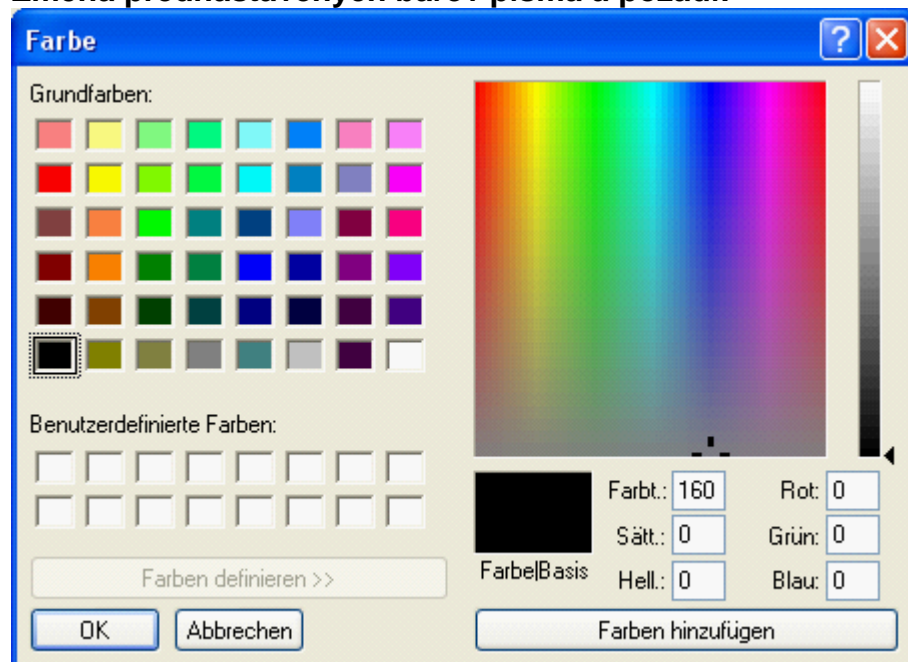 Farbe
Grundfarben:
Benutzerdefinierte Farben:
Farbt.: 160 Rot: 0
Sätt.: 0 Grün: 0
Farbe|Basis Hell.: 0 Blau: 0
Farben definieren >>
OK Abbrechen Farben hinzufügen